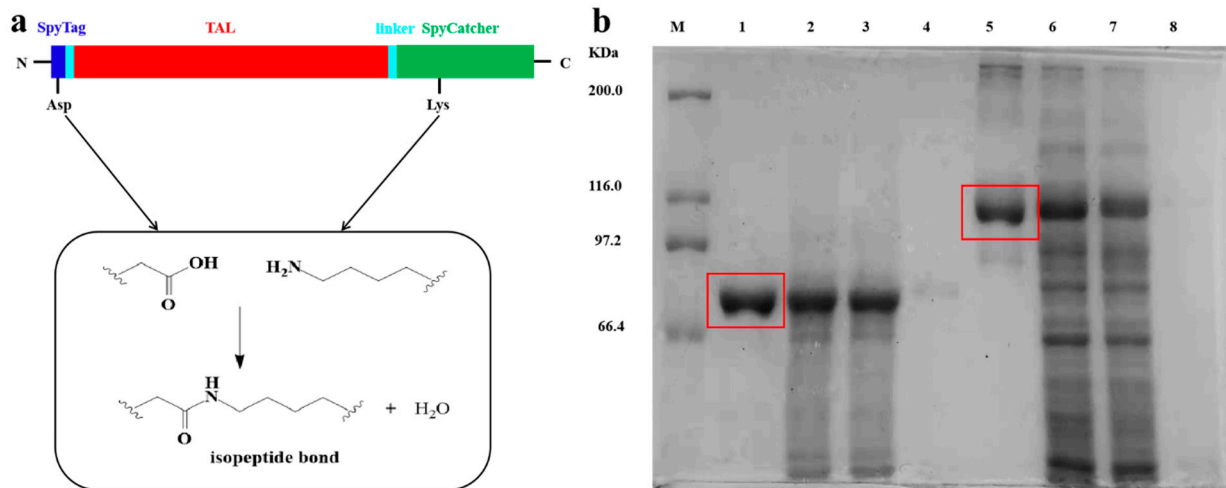 a
SpyTag TAL linker SpyCatcher
N C
Asp Lys
OH
O
H₂N
H
N
O
+ H₂O
isopeptide bond
b
M 1 2 3 4 5 6 7 8
KDa
200.0
116.0
97.2
66.4